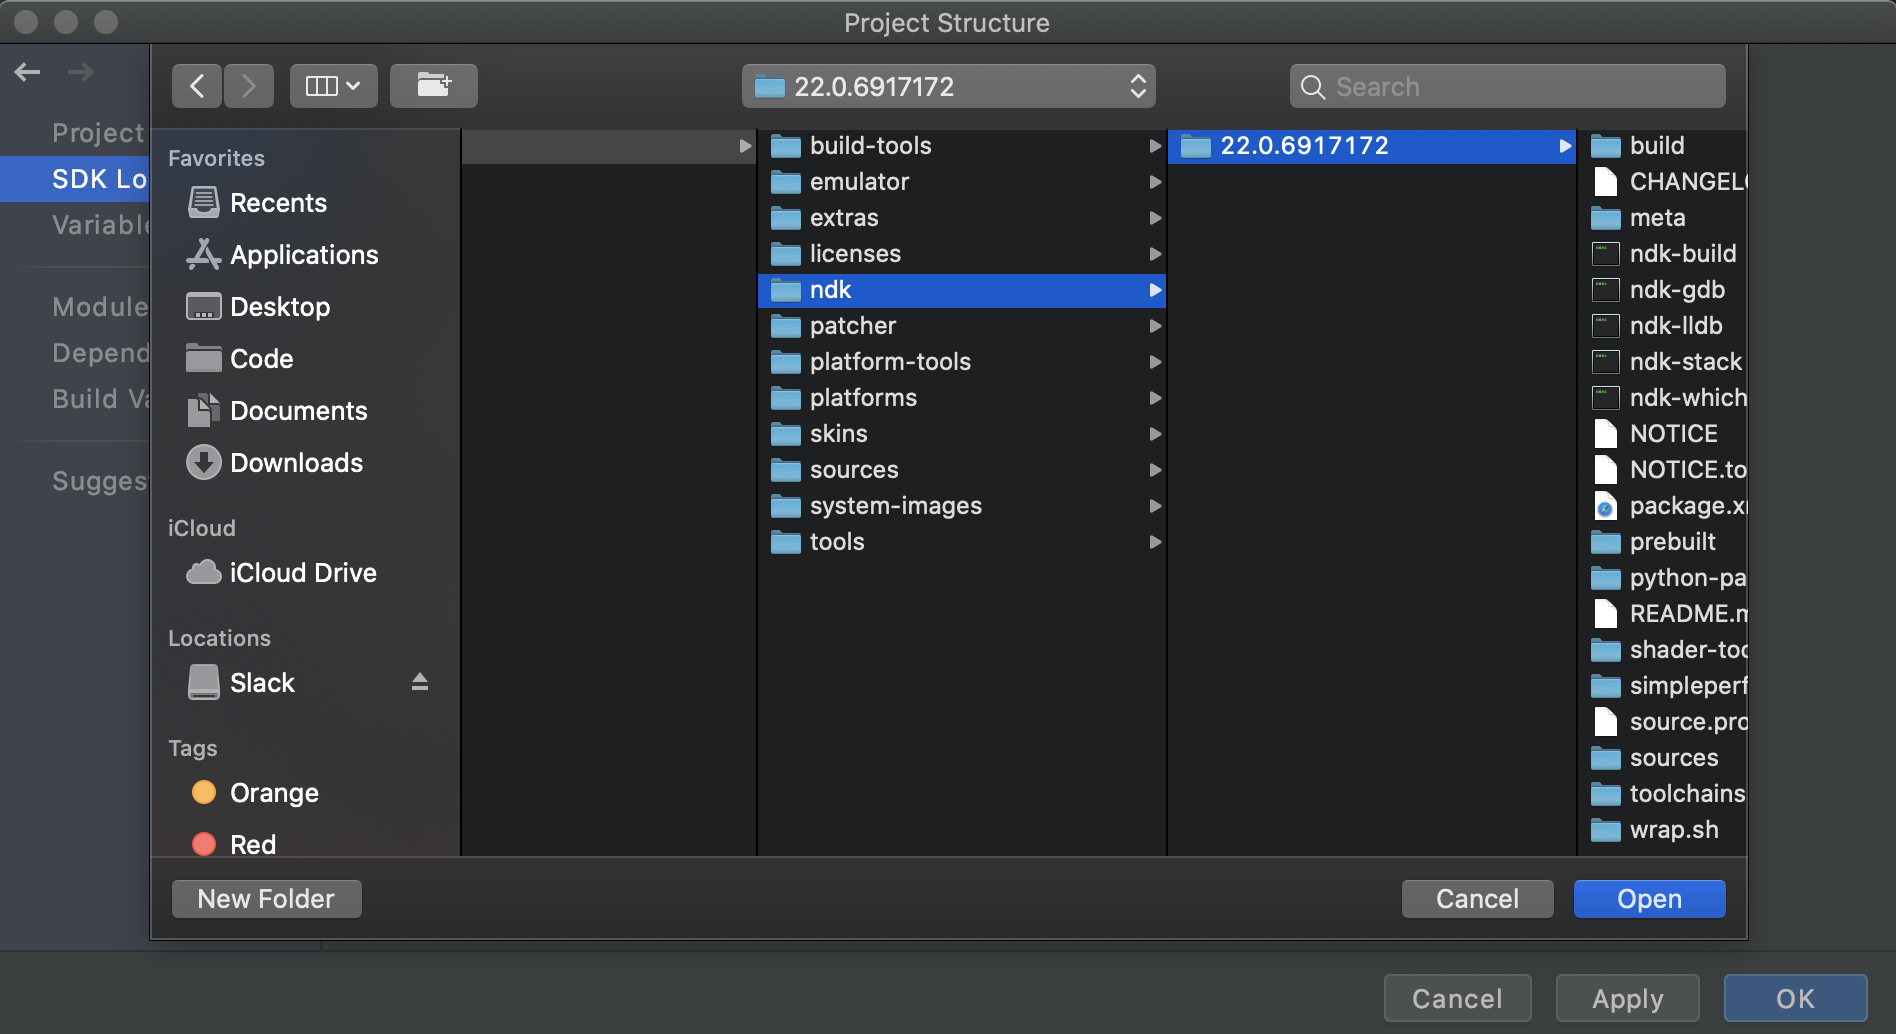 Project Structure
22.0.6917172
Search
Project
SDK Lo
Variable
Module
Depend
Build Va
Sugges
Favorites
Recents
Applications
Desktop
Code
Documents
Downloads
iCloud
iCloud Drive
Locations
Slack
Tags
Orange
Red
build-tools
emulator
extras
licenses
ndk
patcher
platform-tools
platforms
skins
sources
system-images
tools
22.0.6917172
build
CHANGELO
meta
ndk-build
ndk-gdb
ndk-lldb
ndk-stack
ndk-which
NOTICE
NOTICE.to
package.x
prebuilt
python-pa
README.m
shader-too
simpleperf
source.pro
sources
toolchains
wrap.sh
New Folder
Cancel
Open
Cancel
Apply
OK